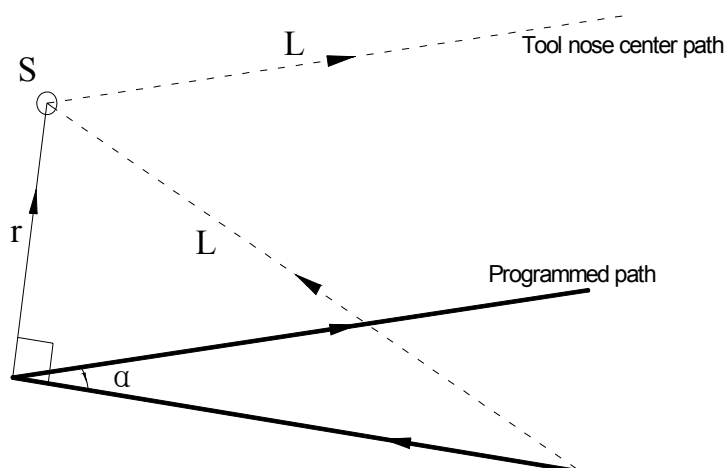 L
Tool nose center path
S
r
L
Programmed path
α